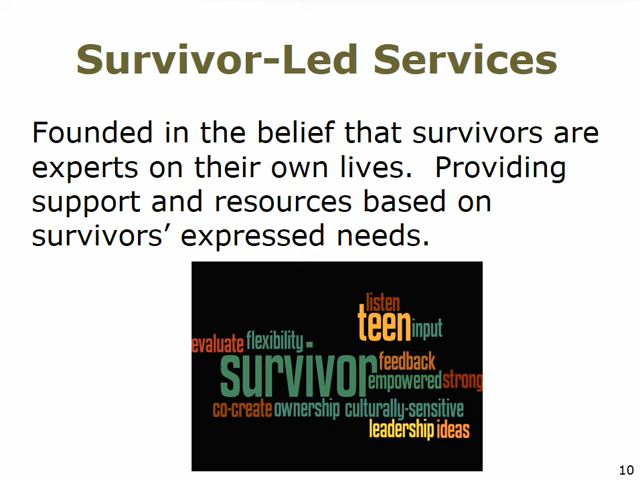 Survivor-Led Services
Founded in the belief that survivors are
experts on their own lives.  Providing
support and resources based on
survivors’ expressed needs.
listen
teen input
evaluate flexibility
survivor feedback
empowered strong
co-create ownership culturally-sensitive
leadership ideas
10